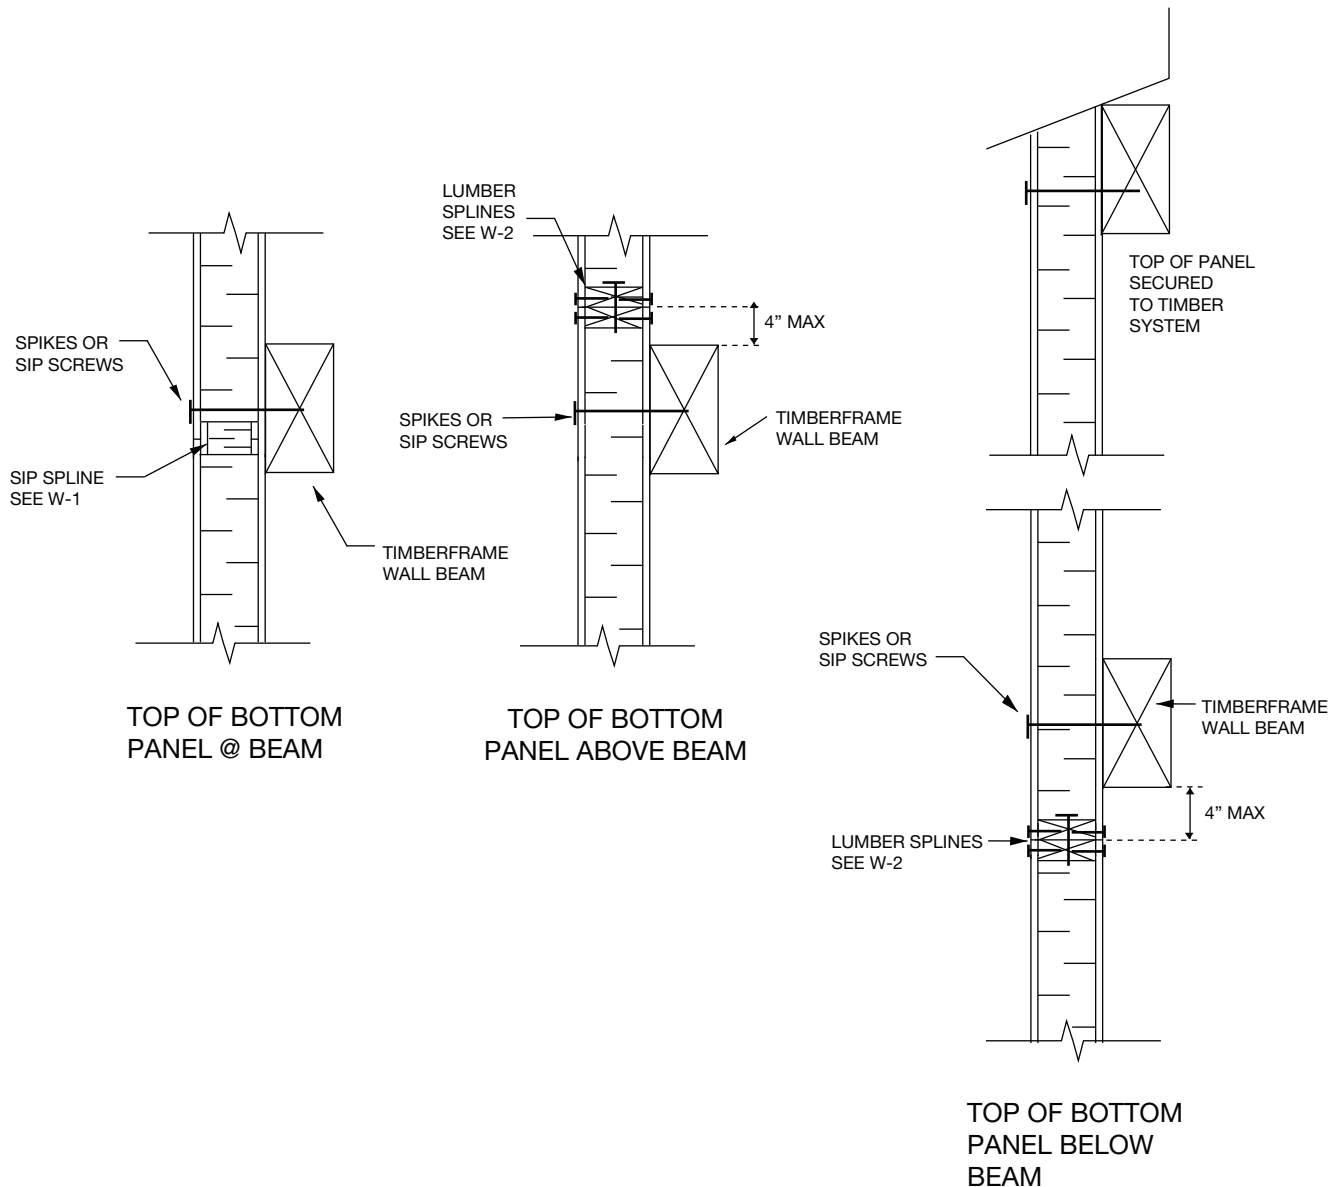 SPIKES OR
SIP SCREWS
SIP SPLINE
SEE W-1
TIMBERFRAME
WALL BEAM
TOP OF BOTTOM
PANEL @ BEAM
LUMBER
SPLINES
SEE W-2
4” MAX
SPIKES OR
SIP SCREWS
TIMBERFRAME
WALL BEAM
TOP OF BOTTOM
PANEL ABOVE BEAM
TOP OF PANEL
SECURED
TO TIMBER
SYSTEM
SPIKES OR
SIP SCREWS
TIMBERFRAME
WALL BEAM
4” MAX
LUMBER SPLINES
SEE W-2
TOP OF BOTTOM
PANEL BELOW
BEAM